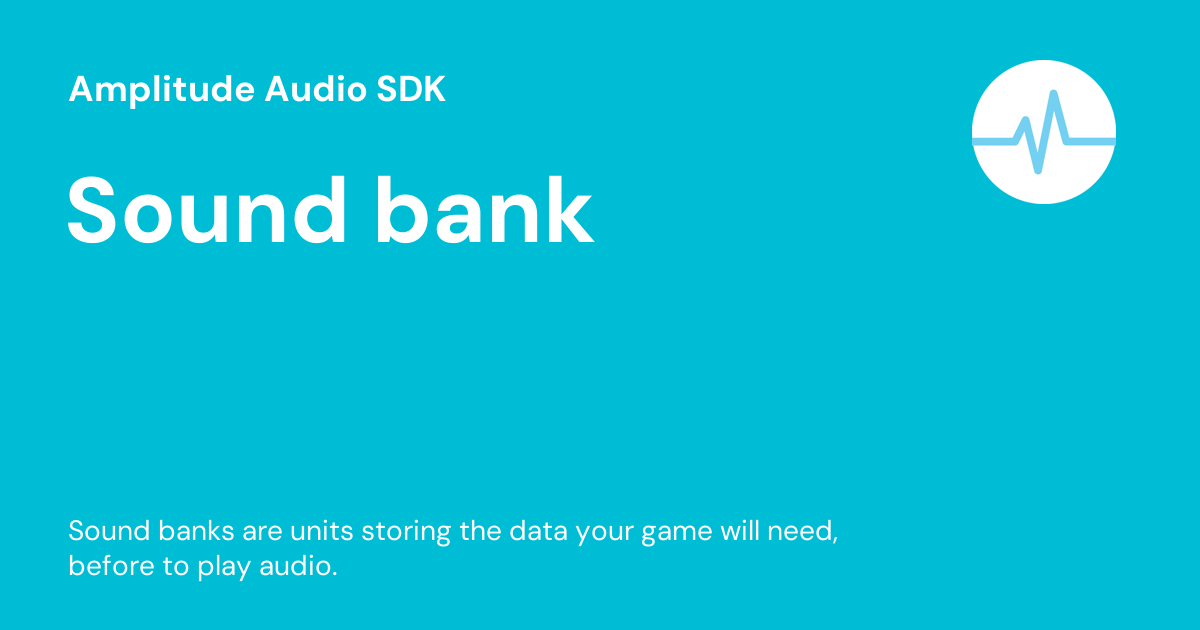 Amplitude Audio SDK
Sound bank
Sound banks are units storing the data your game will need,
before to play audio.